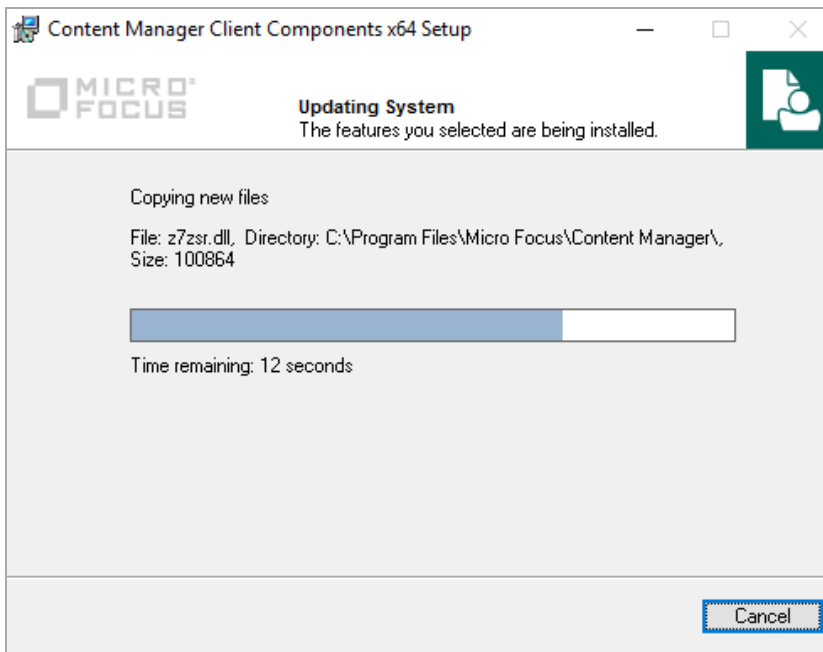 Content Manager Client Components x64 Setup
MICRO
FOCUS
Updating System
The features you selected are being installed.
Copying new files
File: z7zsr.dll, Directory: C:\Program Files\Micro Focus\Content Manager\,
Size: 100864
Time remaining: 12 seconds
Cancel